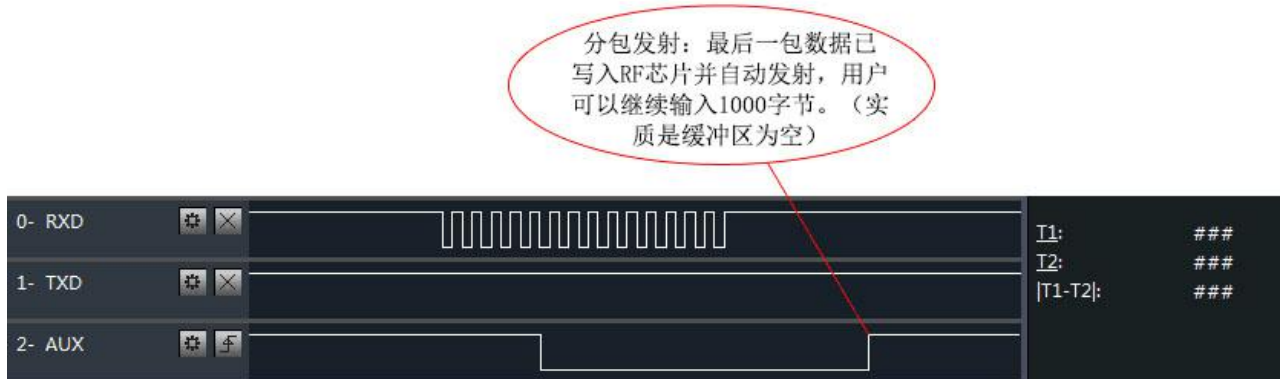 分包发射：最后一包数据已
写入RF芯片并自动发射，用户
可以继续输入1000字节。（实
质是缓冲区为空）
0- RXD
T1: ###
1- TXD
T2: ###
|T1-T2|: ###
2- AUX